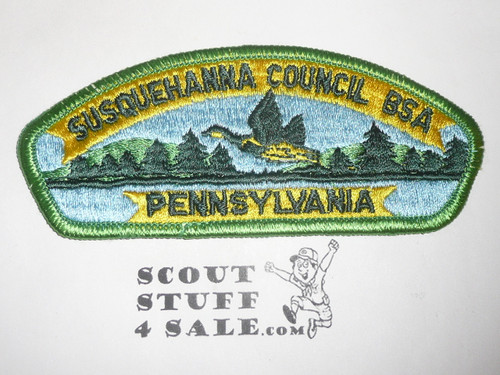 SUSQUEHANNA COUNCIL BSA
PENNSYLVANIA
SCOUT
STUFF
4 SALE.COM